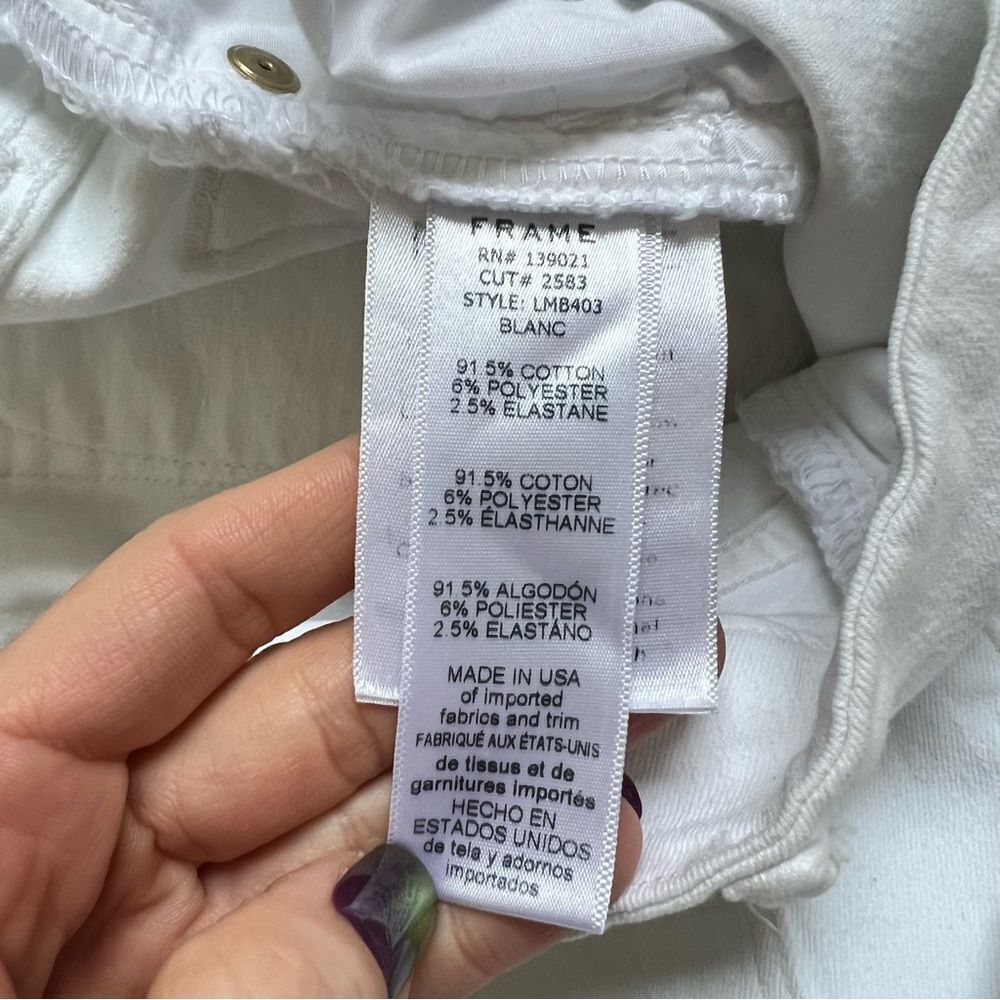 FRAME
RN# 139021
CUT# 2583
STYLE: LMB403
BLANC
91.5% COTTON
6% POLYESTER
2.5% ELASTANE
91.5% COTON
6% POLYESTER
2.5% ÉLASTHANNE
91.5% ALGODÓN
6% POLIESTER
2.5% ELASTANO
MADE IN USA
of imported
fabrics and trim
FABRIQUÉ AUX ÉTATS-UNIS
de tissus et de
garnitures importés
HECHO EN
ESTADOS UNIDOS
de tela y adornos
importados